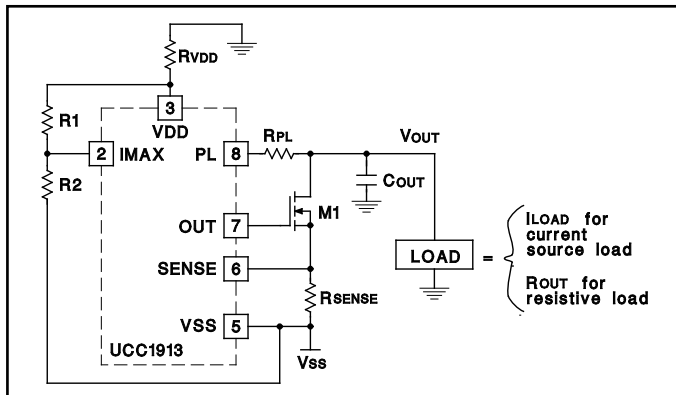 RVDD
R1
3
VDD
2 IMAX
PL 8
RPL
VOUT
R2
COUT
M1
OUT 7
ILOAD for
current
source load
SENSE 6
LOAD =
RSENSE
ROUT for
resistive load
VSS 5
UCC1913
VSS